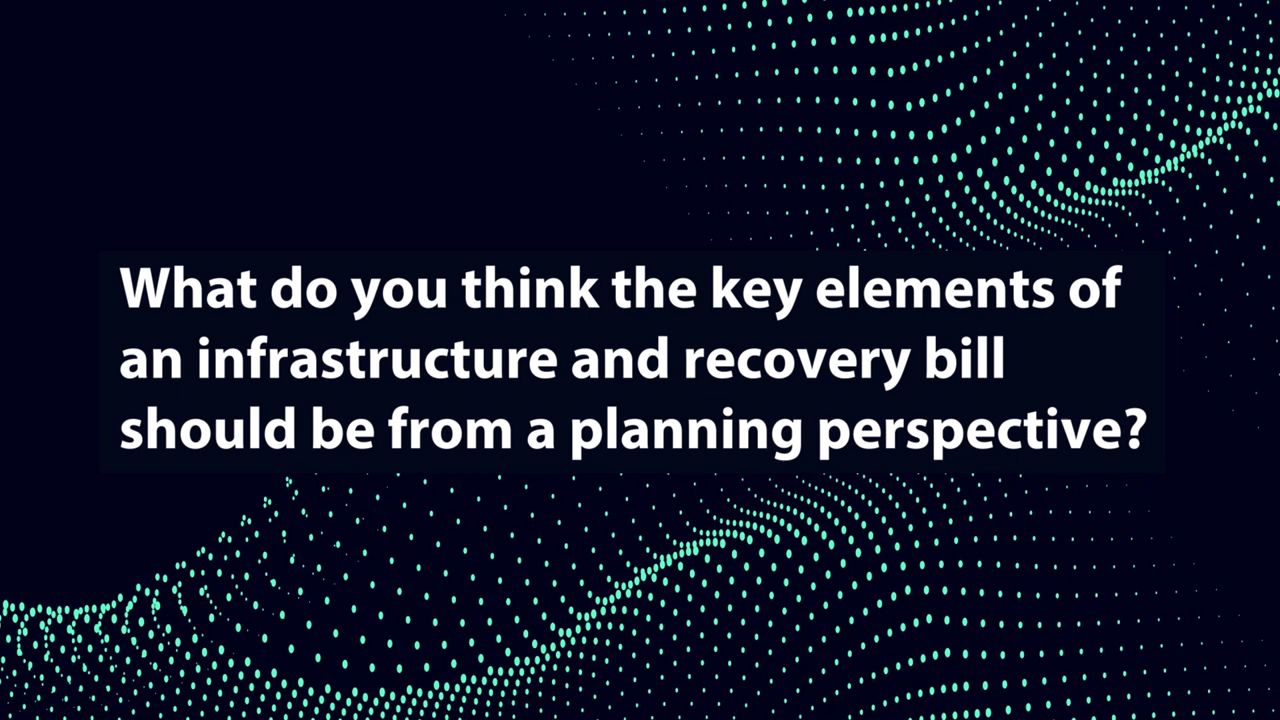 What do you think the key elements of
an infrastructure and recovery bill
should be from a planning perspective?